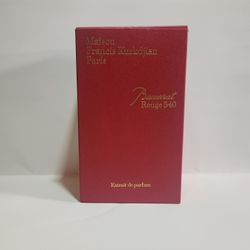 Maison
Francis Kurkdjian
Paris
Baccarat
Rouge 540
Extrait de parfum